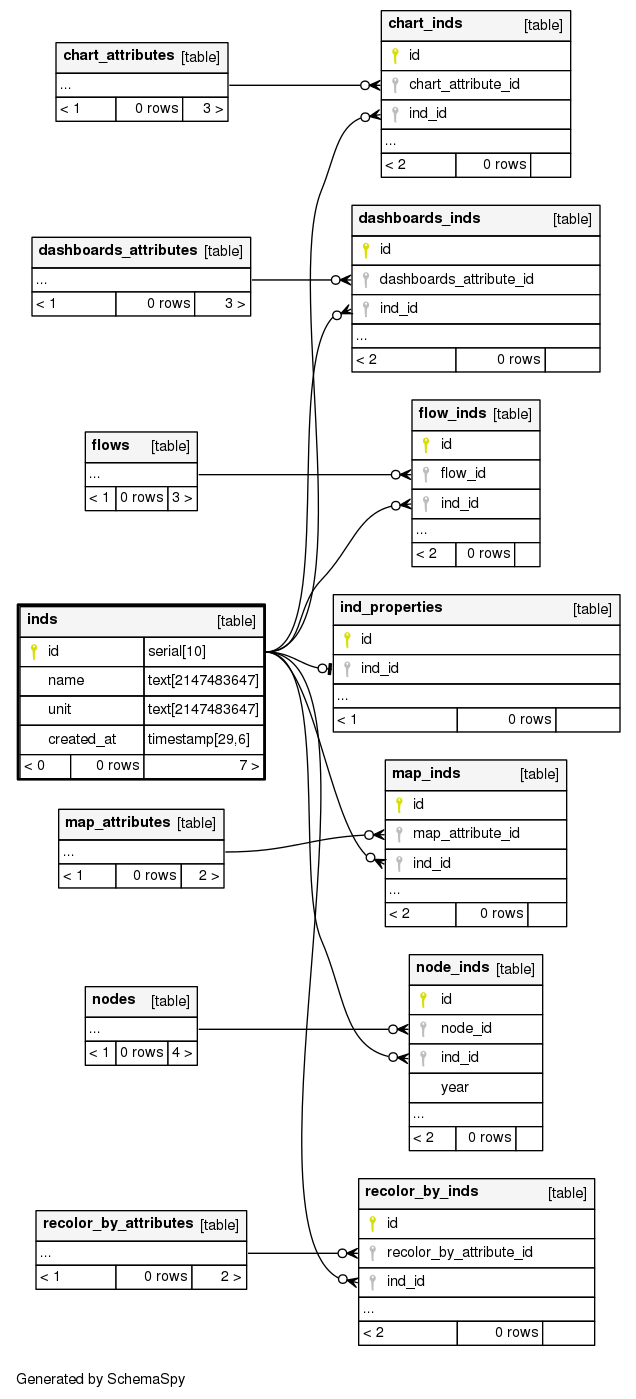 chart_inds [table]
id
chart_attribute_id
ind_id
...
< 2 0 rows
chart_attributes [table]
...
< 1 0 rows 3 >
dashboards_inds [table]
id
dashboards_attribute_id
ind_id
...
< 2 0 rows
dashboards_attributes [table]
...
< 1 0 rows 3 >
flow_inds [table]
id
flow_id
ind_id
...
< 2 0 rows
flows [table]
...
< 1 0 rows 3 >
inds [table]
id serial[10]
name text[2147483647]
unit text[2147483647]
created_at timestamp[29,6]
< 0 0 rows 7 >
ind_properties [table]
id
ind_id
...
< 1 0 rows
map_inds [table]
id
map_attribute_id
ind_id
...
< 2 0 rows
map_attributes [table]
...
< 1 0 rows 2 >
node_inds [table]
id
node_id
ind_id
year
...
< 2 0 rows
nodes [table]
...
< 1 0 rows 4 >
recolor_by_inds [table]
id
recolor_by_attribute_id
ind_id
...
< 2 0 rows
recolor_by_attributes [table]
...
< 1 0 rows 2 >
Generated by SchemaSpy